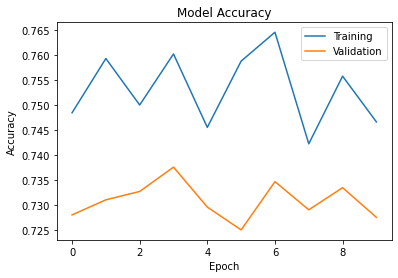 Model Accuracy
Training
Validation
0.765
0.760
0.755
0.750
0.745
0.740
0.735
0.730
0.725
Accuracy
0 2 4 6 8
Epoch